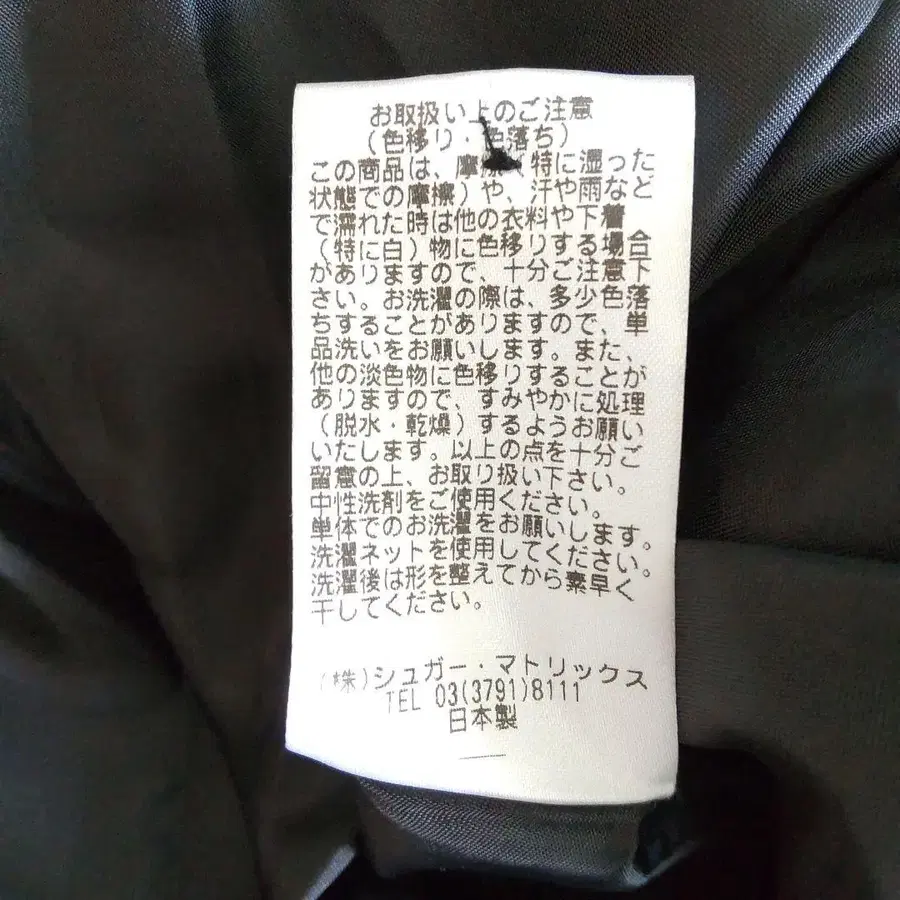 お取扱い上のご注意
(色移り・色落ち)
この商品は、摩擦(特に湿った
状態での摩擦)や、汗や雨など
で濡れた時は他の衣料や下着
(特に白)物に色移りする場合
がありますので、十分ご注意下
さい。お洗濯の際は、多少色落
ちすることがありますので、単
品洗いをお願いします。また、
他の淡色物に色移りすることが
ありますので、すみやかに処理
(脱水・乾燥)するようお願い
いたします。以上の点を十分ご
留意の上、お取り扱い下さい。
中性洗剤をご使用ください。
単体でのお洗濯をお願いします。
洗濯ネットを使用してください。
洗濯後は形を整えてから素早く
干してください。
(株)シュガー・マトリックス
TEL 03(3791)8111
日本製